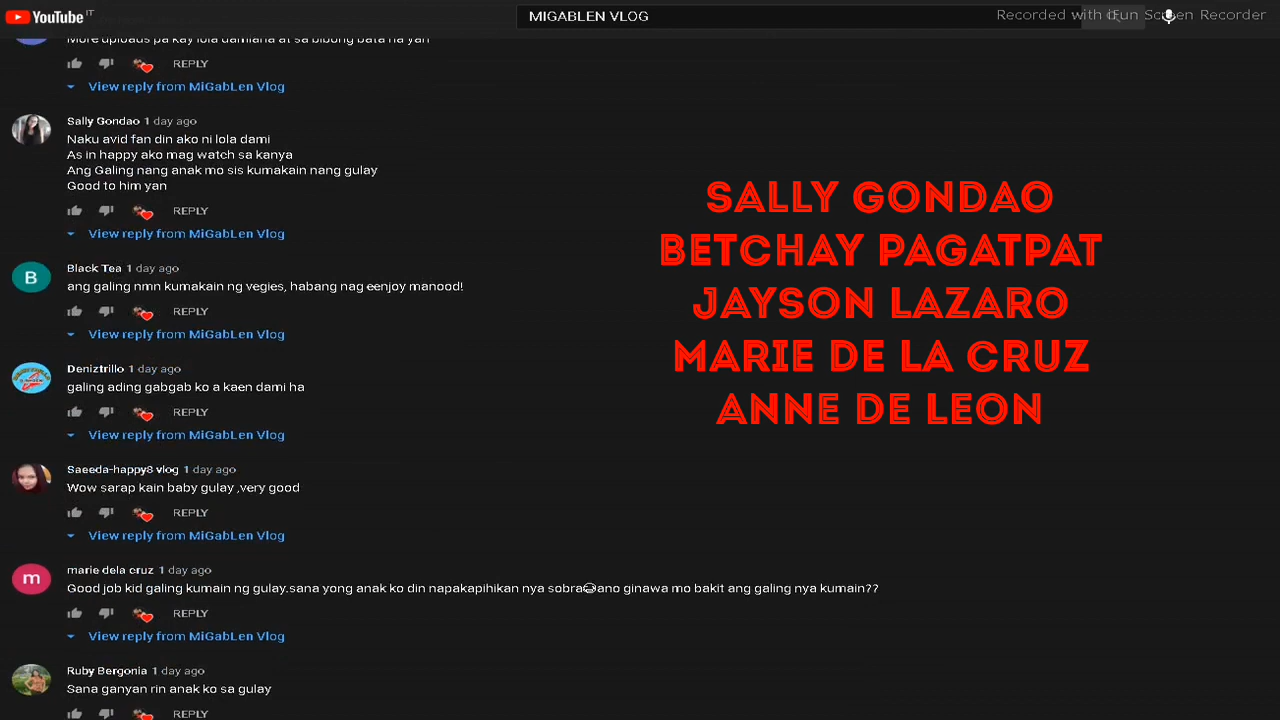 YouTube IT
MIGABLEN VLOG
Recorded with iFun Screen Recorder
More uploads pa kay lola damiana at sa bibong bata na yan
REPLY
View reply from MiGabLen Vlog
Sally Gondao 1 day ago
Naku avid fan din ako ni lola dami
As in happy ako mag watch sa kanya
Ang Galing nang anak mo sis kumakain nang gulay
Good to him yan
REPLY
View reply from MiGabLen Vlog
B
Black Tea 1 day ago
ang galing nmn kumakain ng vegies, habang nag eenjoy manood!
REPLY
View reply from MiGabLen Vlog
Deniztrillo 1 day ago
galing ading gabgab ko a kaen dami ha
REPLY
View reply from MiGabLen Vlog
Saeeda-happy8 vlog 1 day ago
Wow sarap kain baby gulay ,very good
REPLY
View reply from MiGabLen Vlog
m
marie dela cruz 1 day ago
Good job kid galing kumain ng gulay.sana yong anak ko din napakapihikan nya sobra😂ano ginawa mo bakit ang galing nya kumain??
REPLY
View reply from MiGabLen Vlog
Ruby Bergonia 1 day ago
Sana ganyan rin anak ko sa gulay
REPLY
SALLY GONDAO
BETCHAY PAGATPAT
JAYSON LAZARO
MARIE DE LA CRUZ
ANNE DE LEON